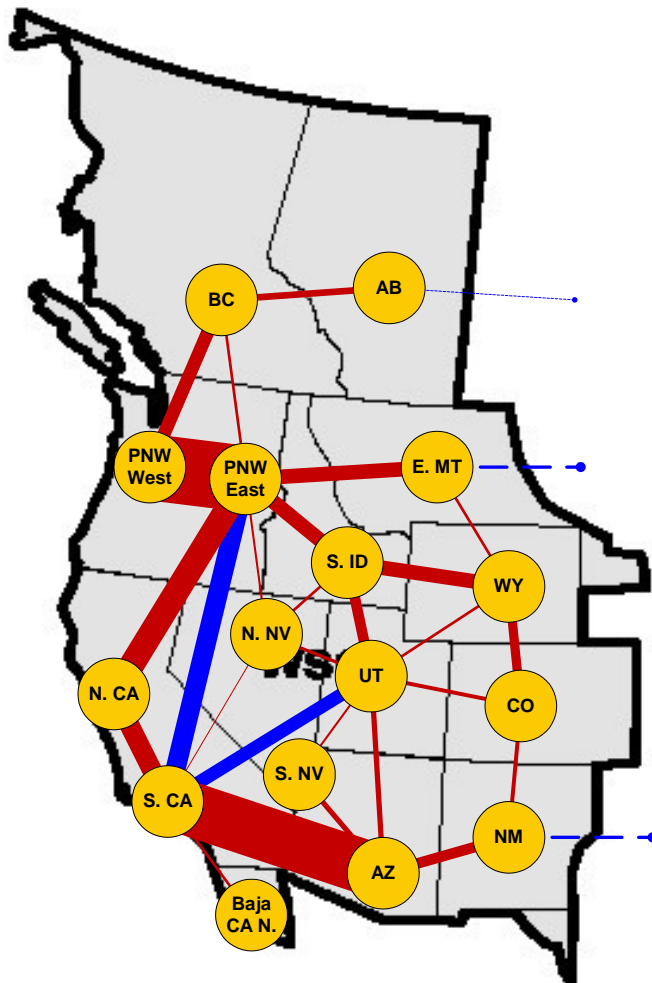 BC
AB
PNW
West
PNW
East
E. MT
S. ID
WY
N. NV
UT
N. CA
CO
S. NV
S. CA
NM
AZ
Baja
CA N.